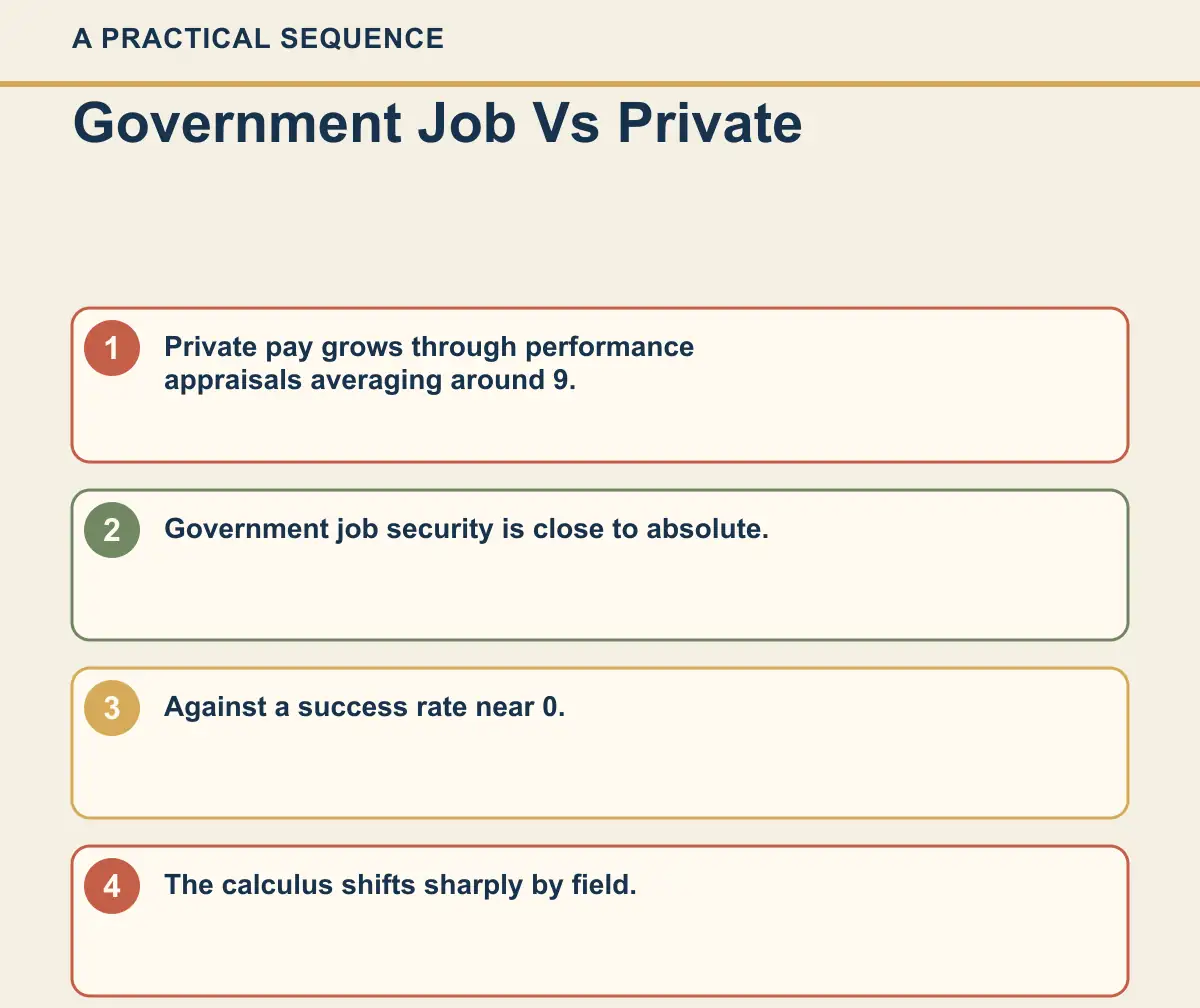 A PRACTICAL SEQUENCE
Government Job Vs Private
1
Private pay grows through performance
appraisals averaging around 9.
2
Government job security is close to absolute.
3
Against a success rate near 0.
4
The calculus shifts sharply by field.